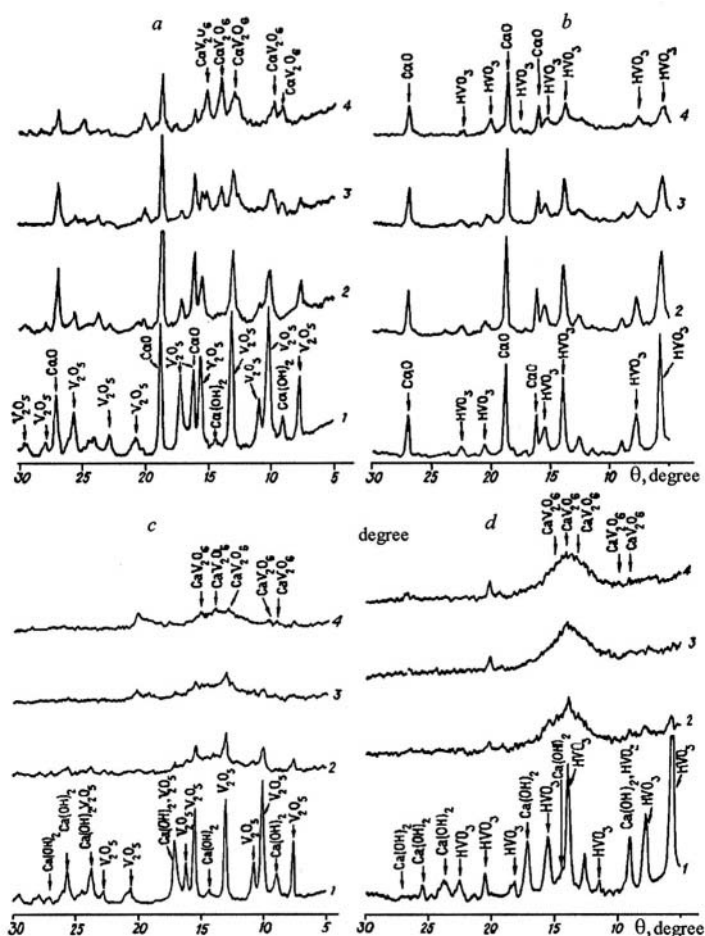 a
CaV₂O₆
CaV₂O₆
CaV₂O₆
CaV₂O₆
CaV₂O₆
4
3
2
V₂O₅
V₂O₅
CaO
V₂O₅
V₂O₅
V₂O₅
CaO
V₂O₅
CaO
V₂O₅
Ca(OH)₂
V₂O₅
V₂O₅
V₂O₅
Ca(OH)₂
V₂O₅
1
30 25 20 15 10 5
b
CaO
HVO₃
HVO₃
CaO
HVO₃
CaO
HVO₃
HVO₃
HVO₃
HVO₃
4
3
2
CaO
HVO₃
HVO₃
CaO
CaO
HVO₃
HVO₃
HVO₃
HVO₃
1
30 25 20 15 10 θ, degree
degree
c
CaV₂O₆
CaV₂O₆
CaV₂O₆
CaV₂O₆
CaV₂O₆
4
3
2
Ca(OH)₂
Ca(OH)₂
Ca(OH)₂V₂O₅
V₂O₅
V₂O₅
Ca(OH)₂,V₂O₅
V₂O₅
V₂O₅
Ca(OH)₂
V₂O₅
V₂O₅
V₂O₅
Ca(OH)₂
V₂O₅
1
30 25 20 15 10 5
d
CaV₂O₆
CaV₂O₆
CaV₂O₆
CaV₂O₆
CaV₂O₆
4
3
2
Ca(OH)₂
Ca(OH)₂
Ca(OH)₂
HVO₃
HVO₃
HVO₃
Ca(OH)₂
HVO₃
Ca(OH)₂
HVO₃
HVO₃
Ca(OH)₂,HVO₂
HVO₃
HVO₃
1
30 25 20 15 10 θ, degree